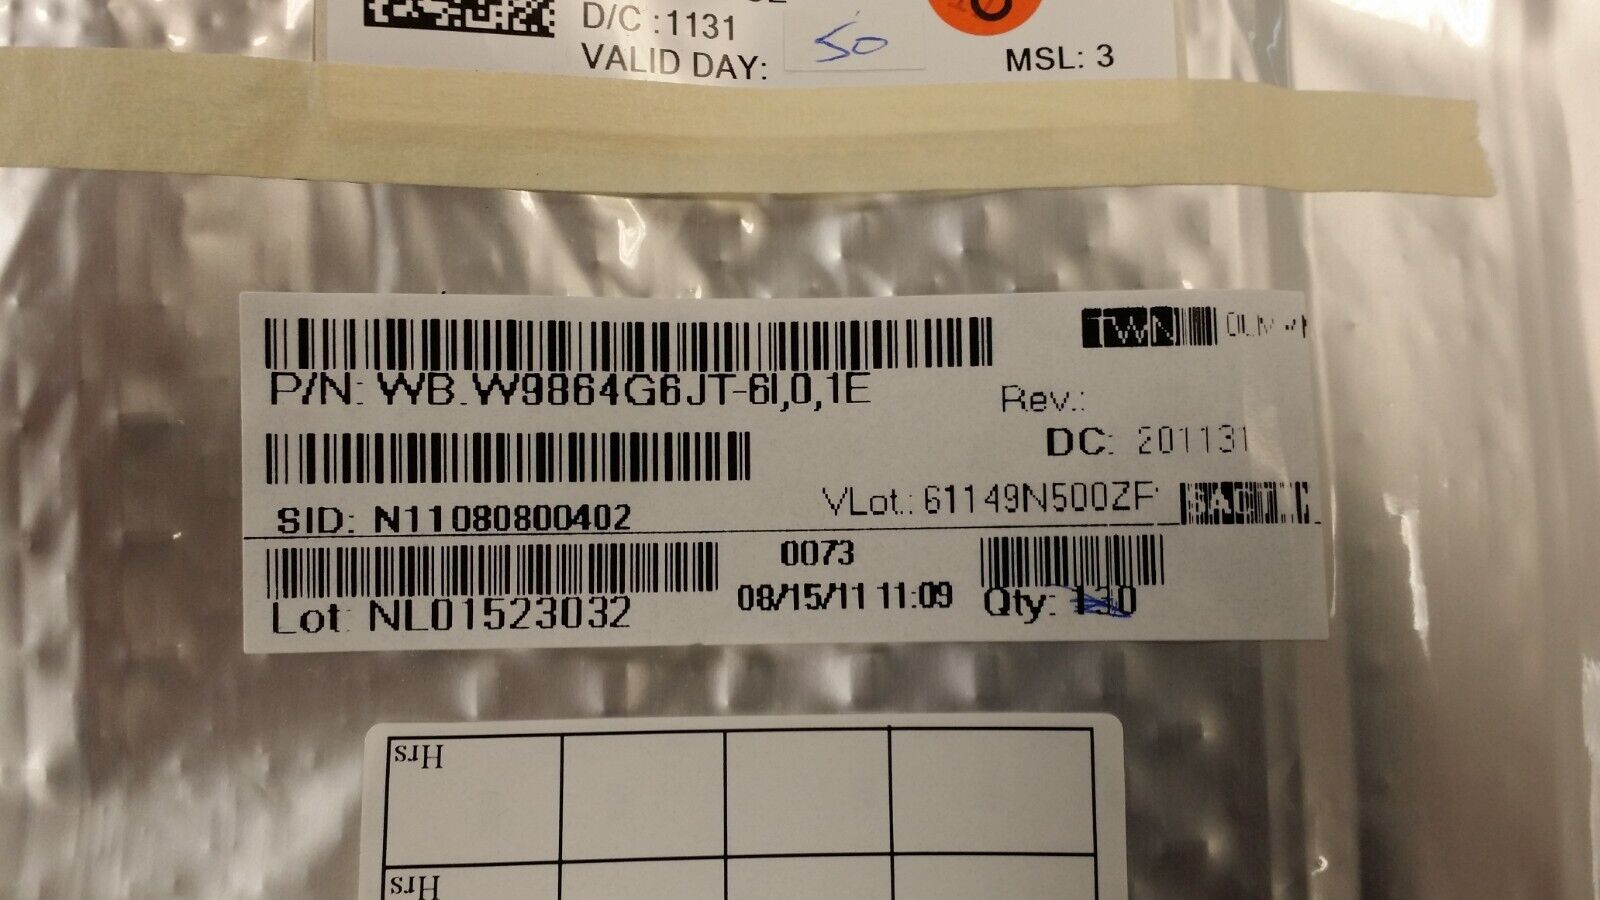 D/C :1131
VALID DAY: 50
MSL: 3
TWN
P/N: WB.W9864G6JT-6I,0,1E
Rev.:
DC: 201131
SID: N11080800402
VLot.: 61149N500ZF
0073
Lot: NL01523032
08/15/11 11:09
Qty: 130
Hrs
Hrs